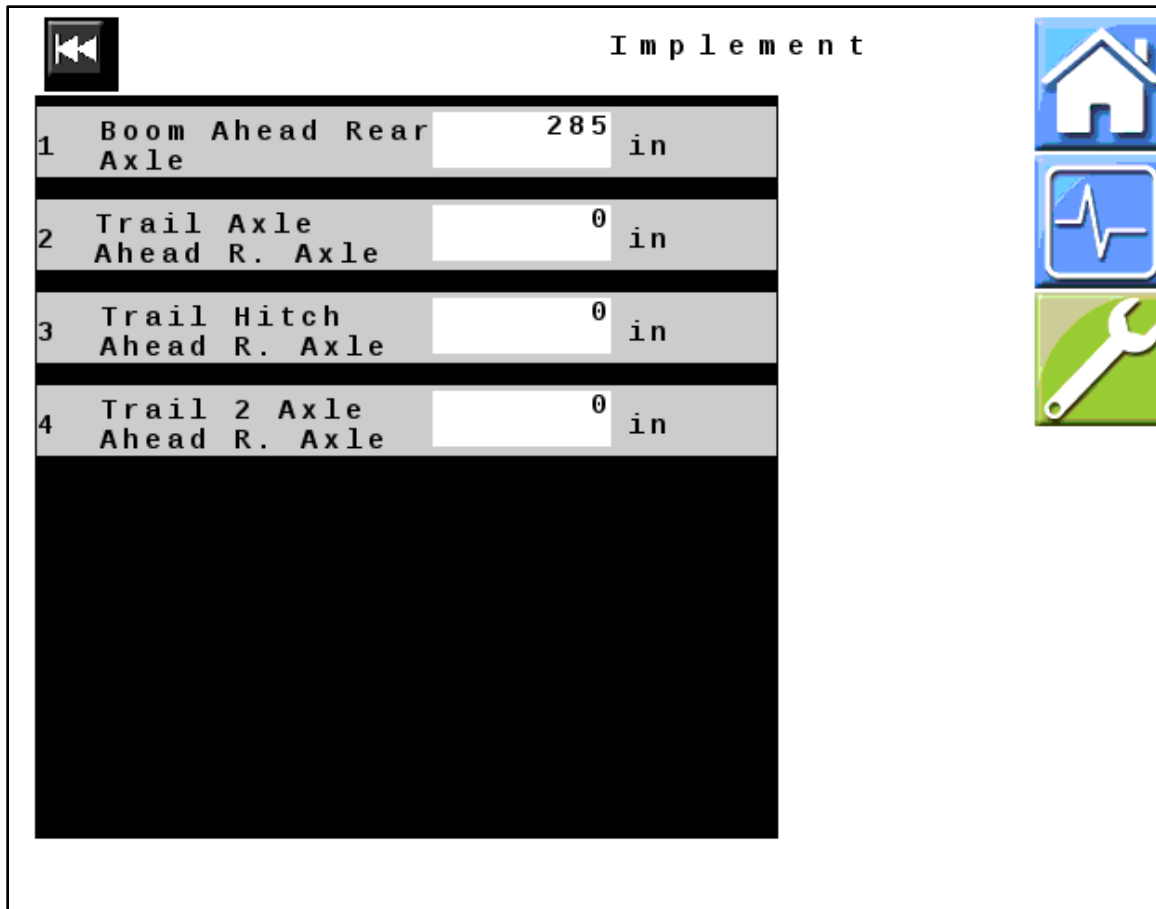 Implement
1 Boom Ahead Rear 285 in
Axle
2 Trail Axle 0 in
Ahead R. Axle
3 Trail Hitch 0 in
Ahead R. Axle
4 Trail 2 Axle 0 in
Ahead R. Axle